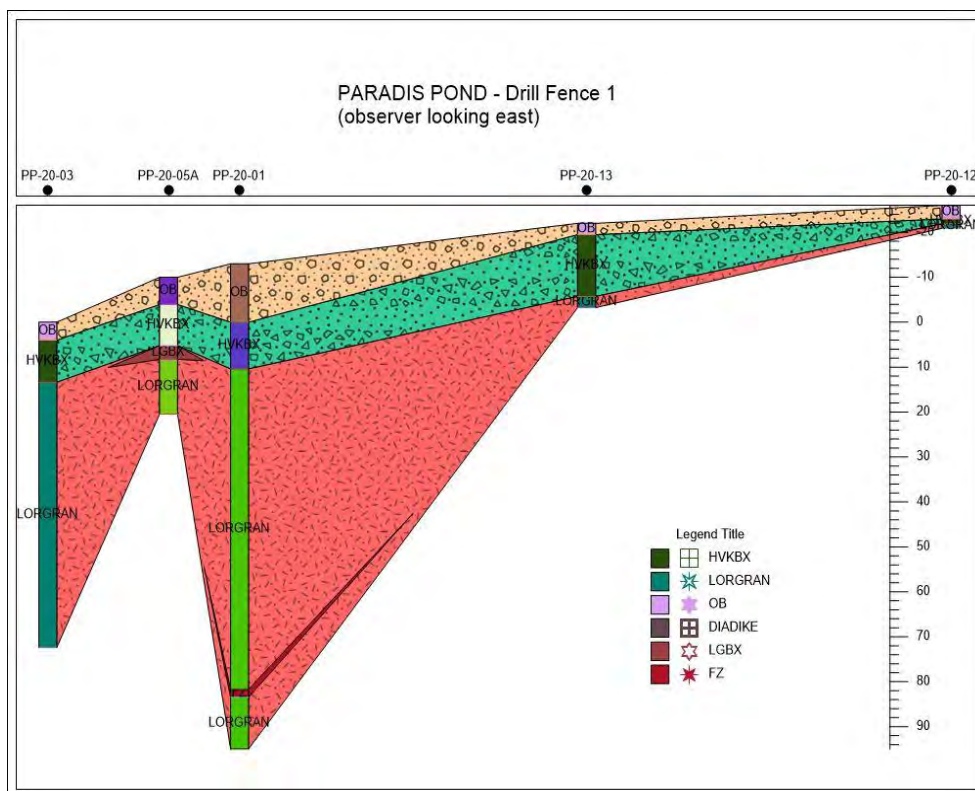 PARADIS POND - Drill Fence 1
(observer looking east)
PP-20-03
PP-20-05A
PP-20-01
PP-20-13
PP-20-12
OB
HVKBX
LORGRAN
OB
HVKBX
LGBX
LORGRAN
OB
HVKBX
LORGRAN
LORGRAN
OB
HVKBX
LORGRAN
OB
-10
0
10
20
30
40
50
60
70
80
90
Legend Title
HVKBX
LORGRAN
OB
DIADIKE
LGBX
FZ